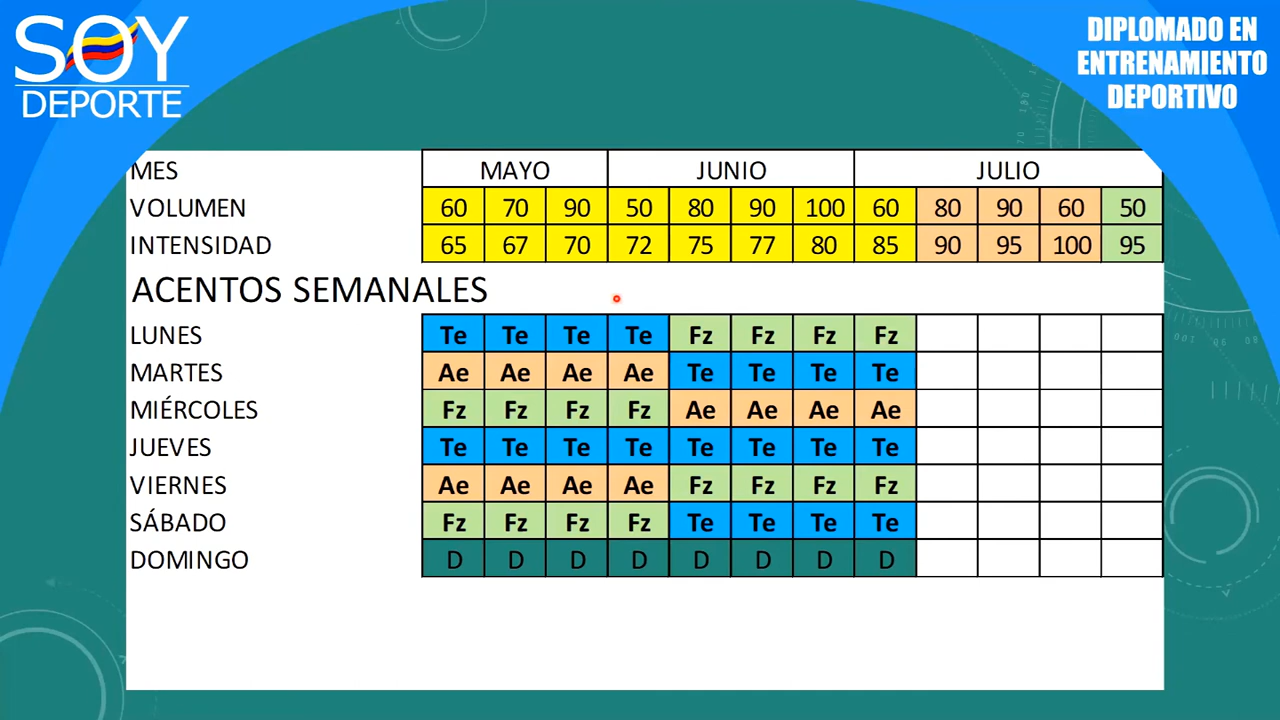 SOY
DEPORTE
DIPLOMADO EN
ENTRENAMIENTO
DEPORTIVO
MES MAYO JUNIO JULIO
VOLUMEN 60 70 90 50 80 90 100 60 80 90 60 50
INTENSIDAD 65 67 70 72 75 77 80 85 90 95 100 95
ACENTOS SEMANALES
LUNES Te Te Te Te Fz Fz Fz Fz
MARTES Ae Ae Ae Ae Te Te Te Te
MIÉRCOLES Fz Fz Fz Fz Ae Ae Ae Ae
JUEVES Te Te Te Te Te Te Te Te
VIERNES Ae Ae Ae Ae Fz Fz Fz Fz
SÁBADO Fz Fz Fz Fz Te Te Te Te
DOMINGO D D D D D D D D